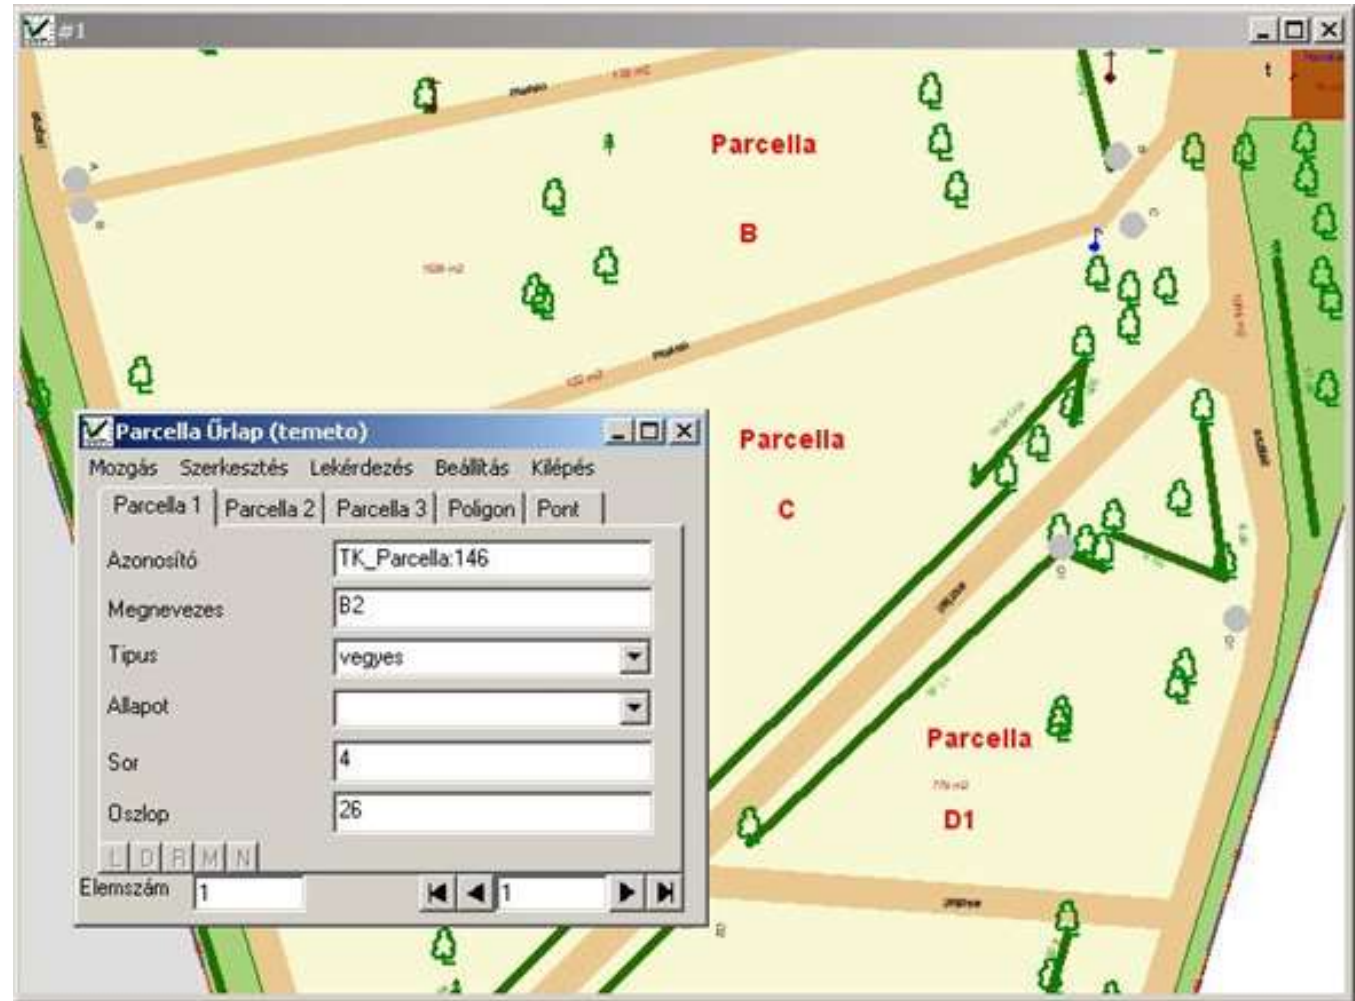 #1
Parcella
B
t
Parcella
C
Parcella
D1
Parcella Űrlap (temeto)
Mozgás Szerkesztés Lekérdezés Beállítás Kilépés
Parcella 1 Parcella 2 Parcella 3 Poligon Pont
Azonosító TK_Parcella:146
Megnevezes B2
Tipus vegyes
Allapot
Sor 4
Oszlop 26
L D R M N
Elemszám 1 1